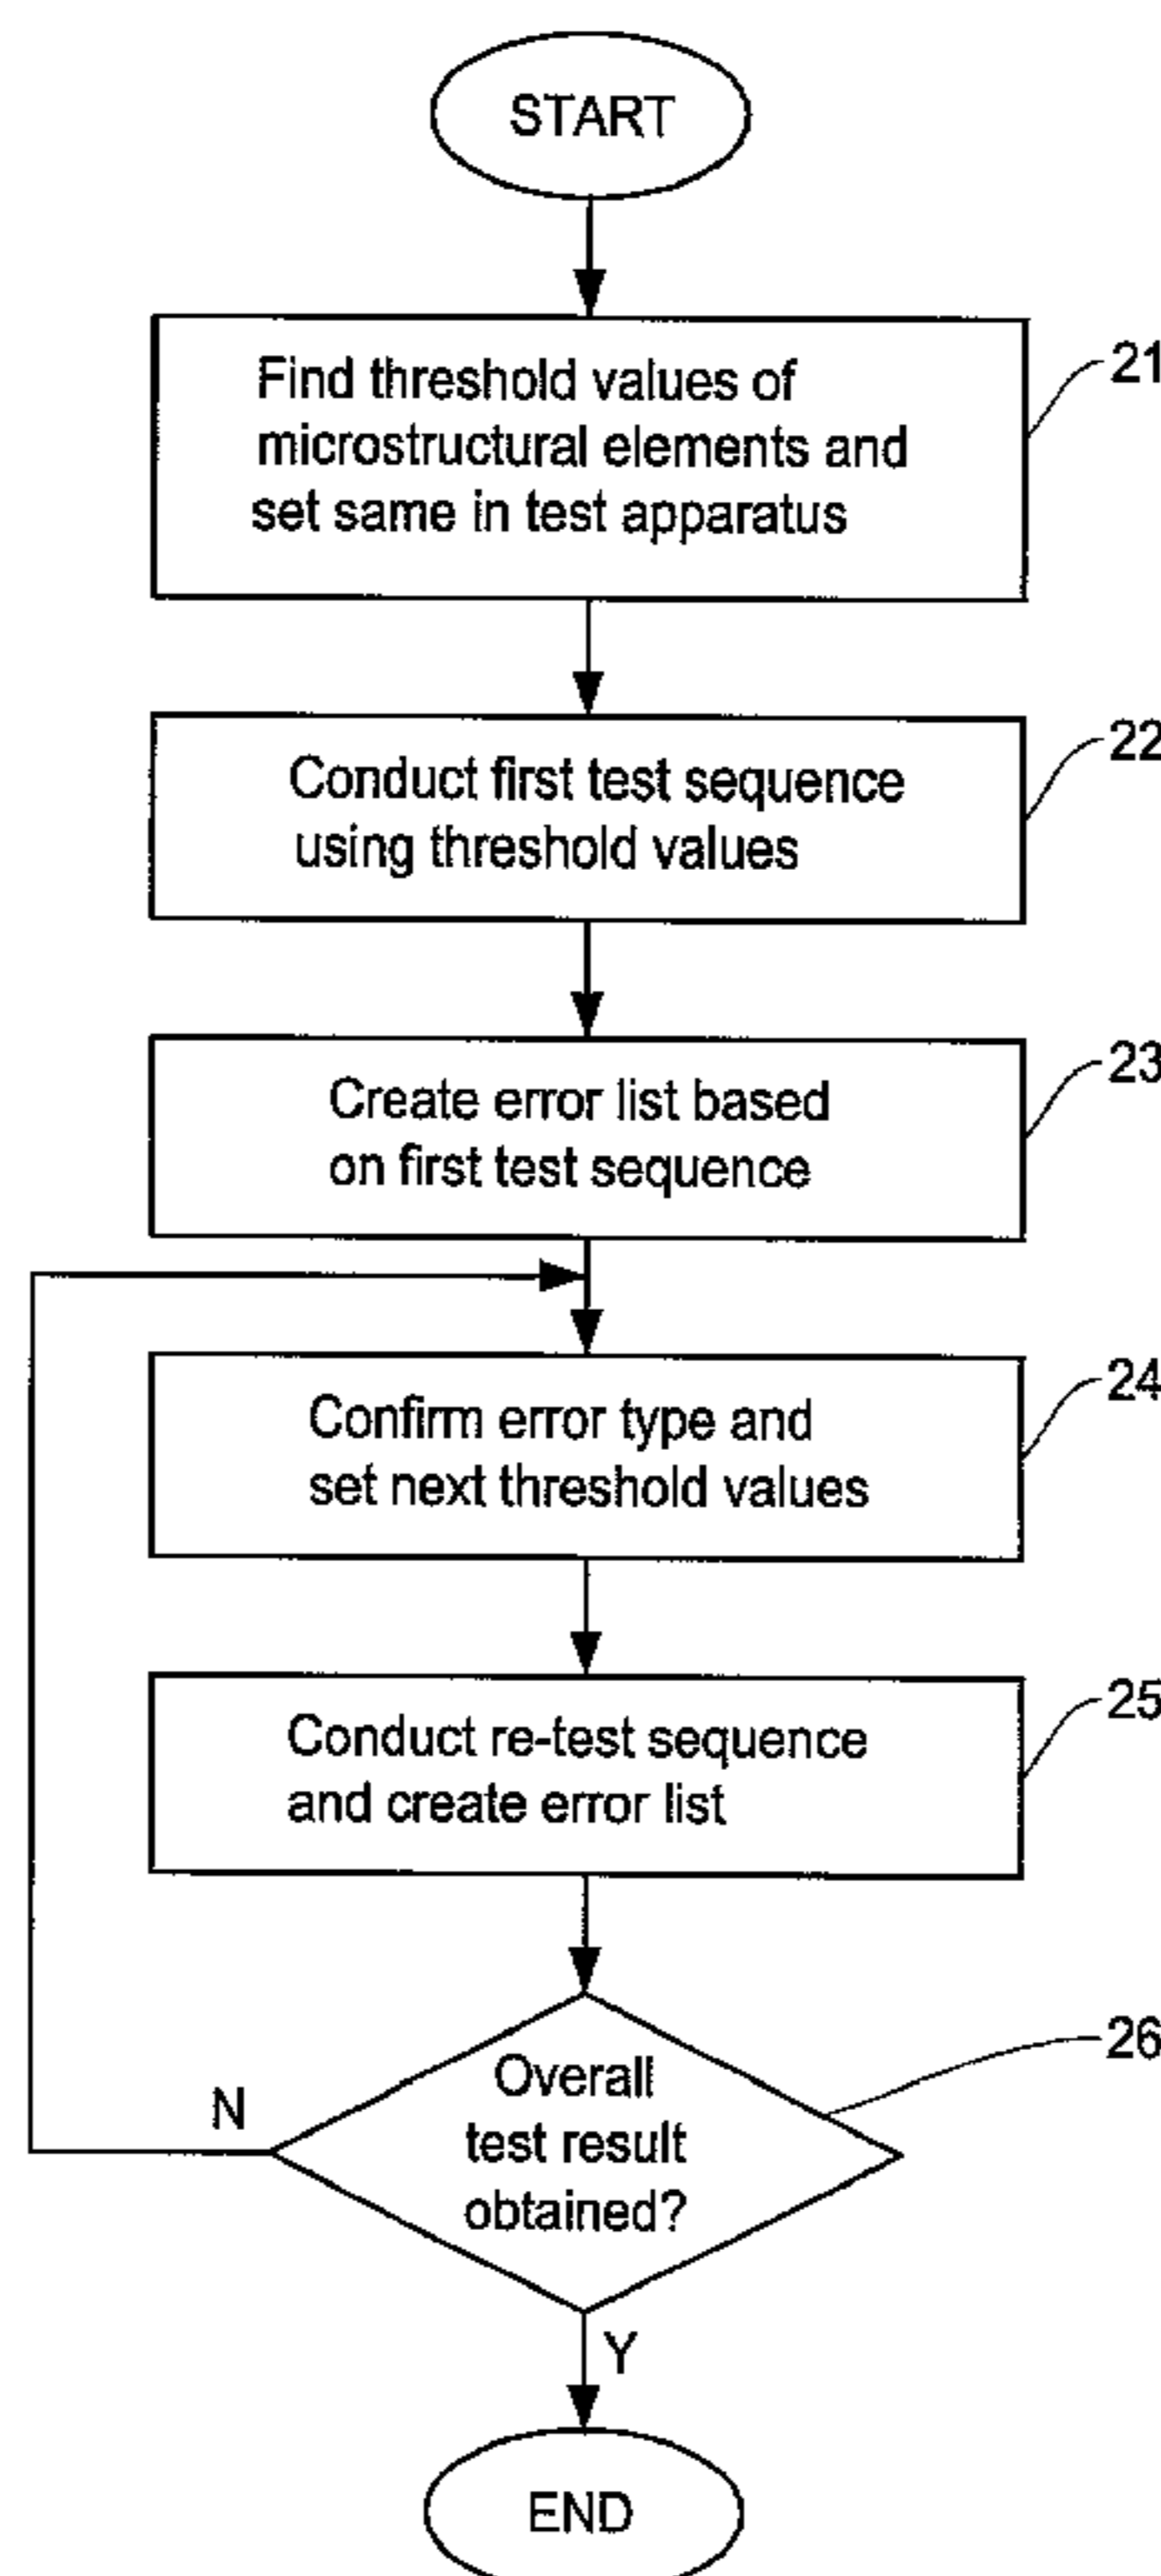 START
Find threshold values of
microstructural elements and
set same in test apparatus
21
Conduct first test sequence
using threshold values
22
Create error list based
on first test sequence
23
Confirm error type and
set next threshold values
24
Conduct re-test sequence
and create error list
25
Overall
test result
obtained?
26
N
Y
END